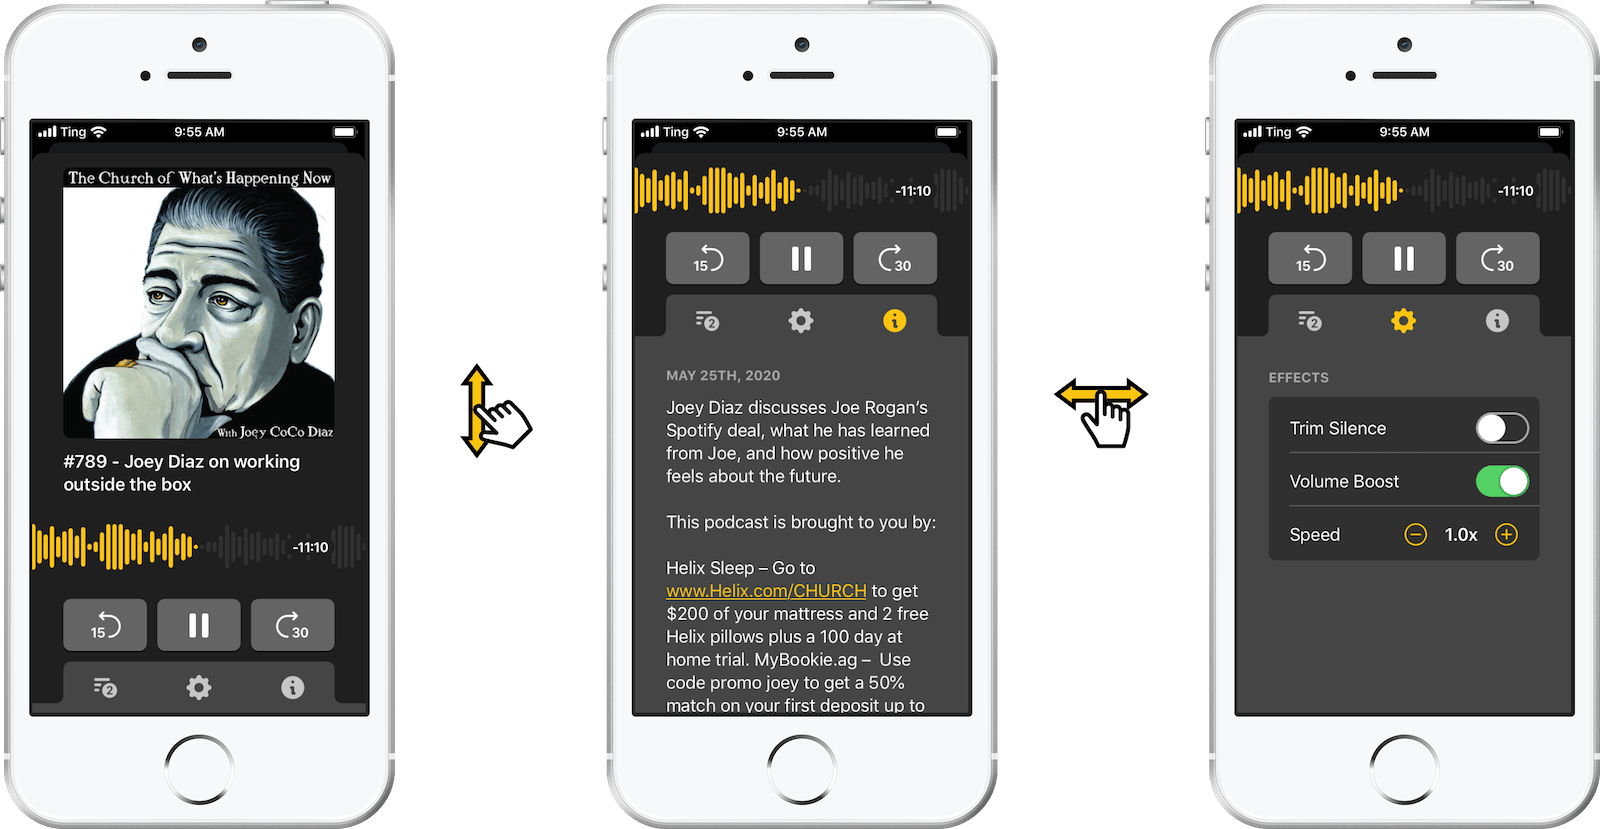 Ting
9:55 AM
The Church of What's Happening Now
With Joey CoCo Diaz
#789 - Joey Diaz on working
outside the box
-11:10
15
30
2
Ting
9:55 AM
-11:10
15
30
2
MAY 25TH, 2020
Joey Diaz discusses Joe Rogan's
Spotify deal, what he has learned
from Joe, and how positive he
feels about the future.
This podcast is brought to you by:
Helix Sleep – Go to
www.Helix.com/CHURCH to get
$200 of your mattress and 2 free
Helix pillows plus a 100 day at
home trial. MyBookie.ag – Use
code promo joey to get a 50%
match on your first deposit up to
Ting
9:55 AM
-11:10
15
30
2
EFFECTS
Trim Silence
Volume Boost
Speed
1.0x